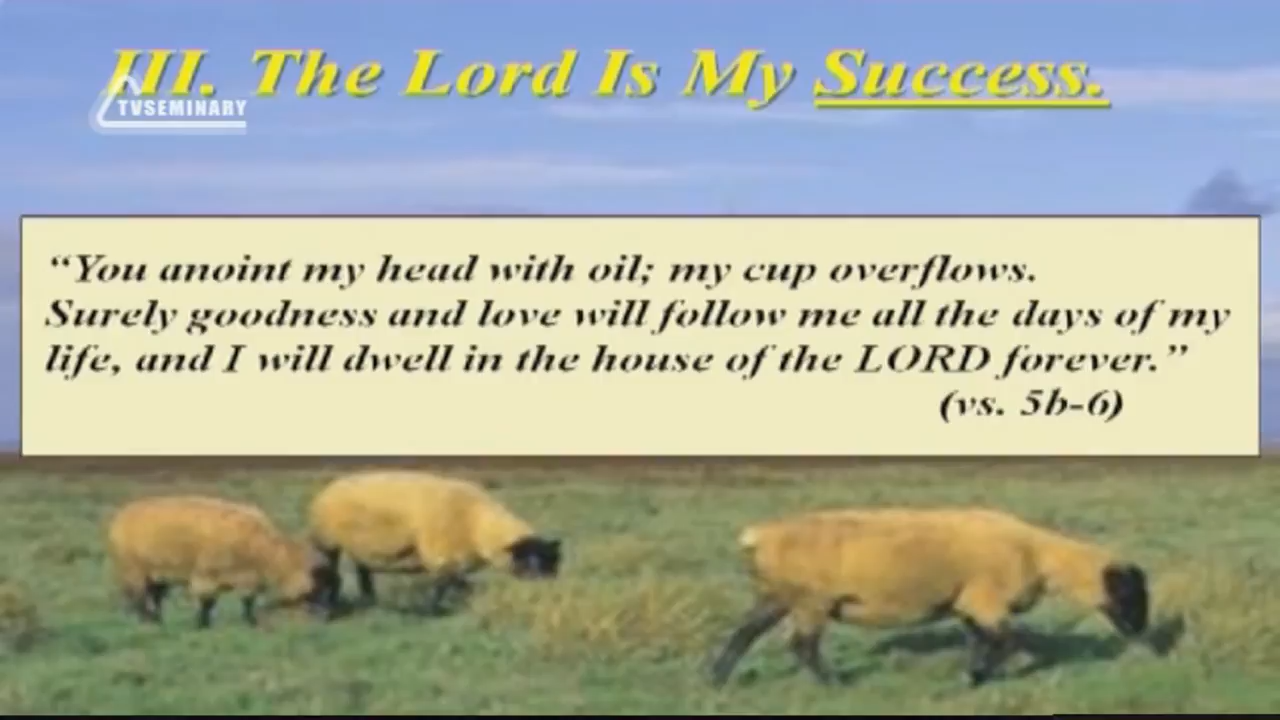 III. The Lord Is My Success.
TVSEMINARY
“You anoint my head with oil; my cup overflows.
Surely goodness and love will follow me all the days of my
life, and I will dwell in the house of the LORD forever.”
(vs. 5b-6)